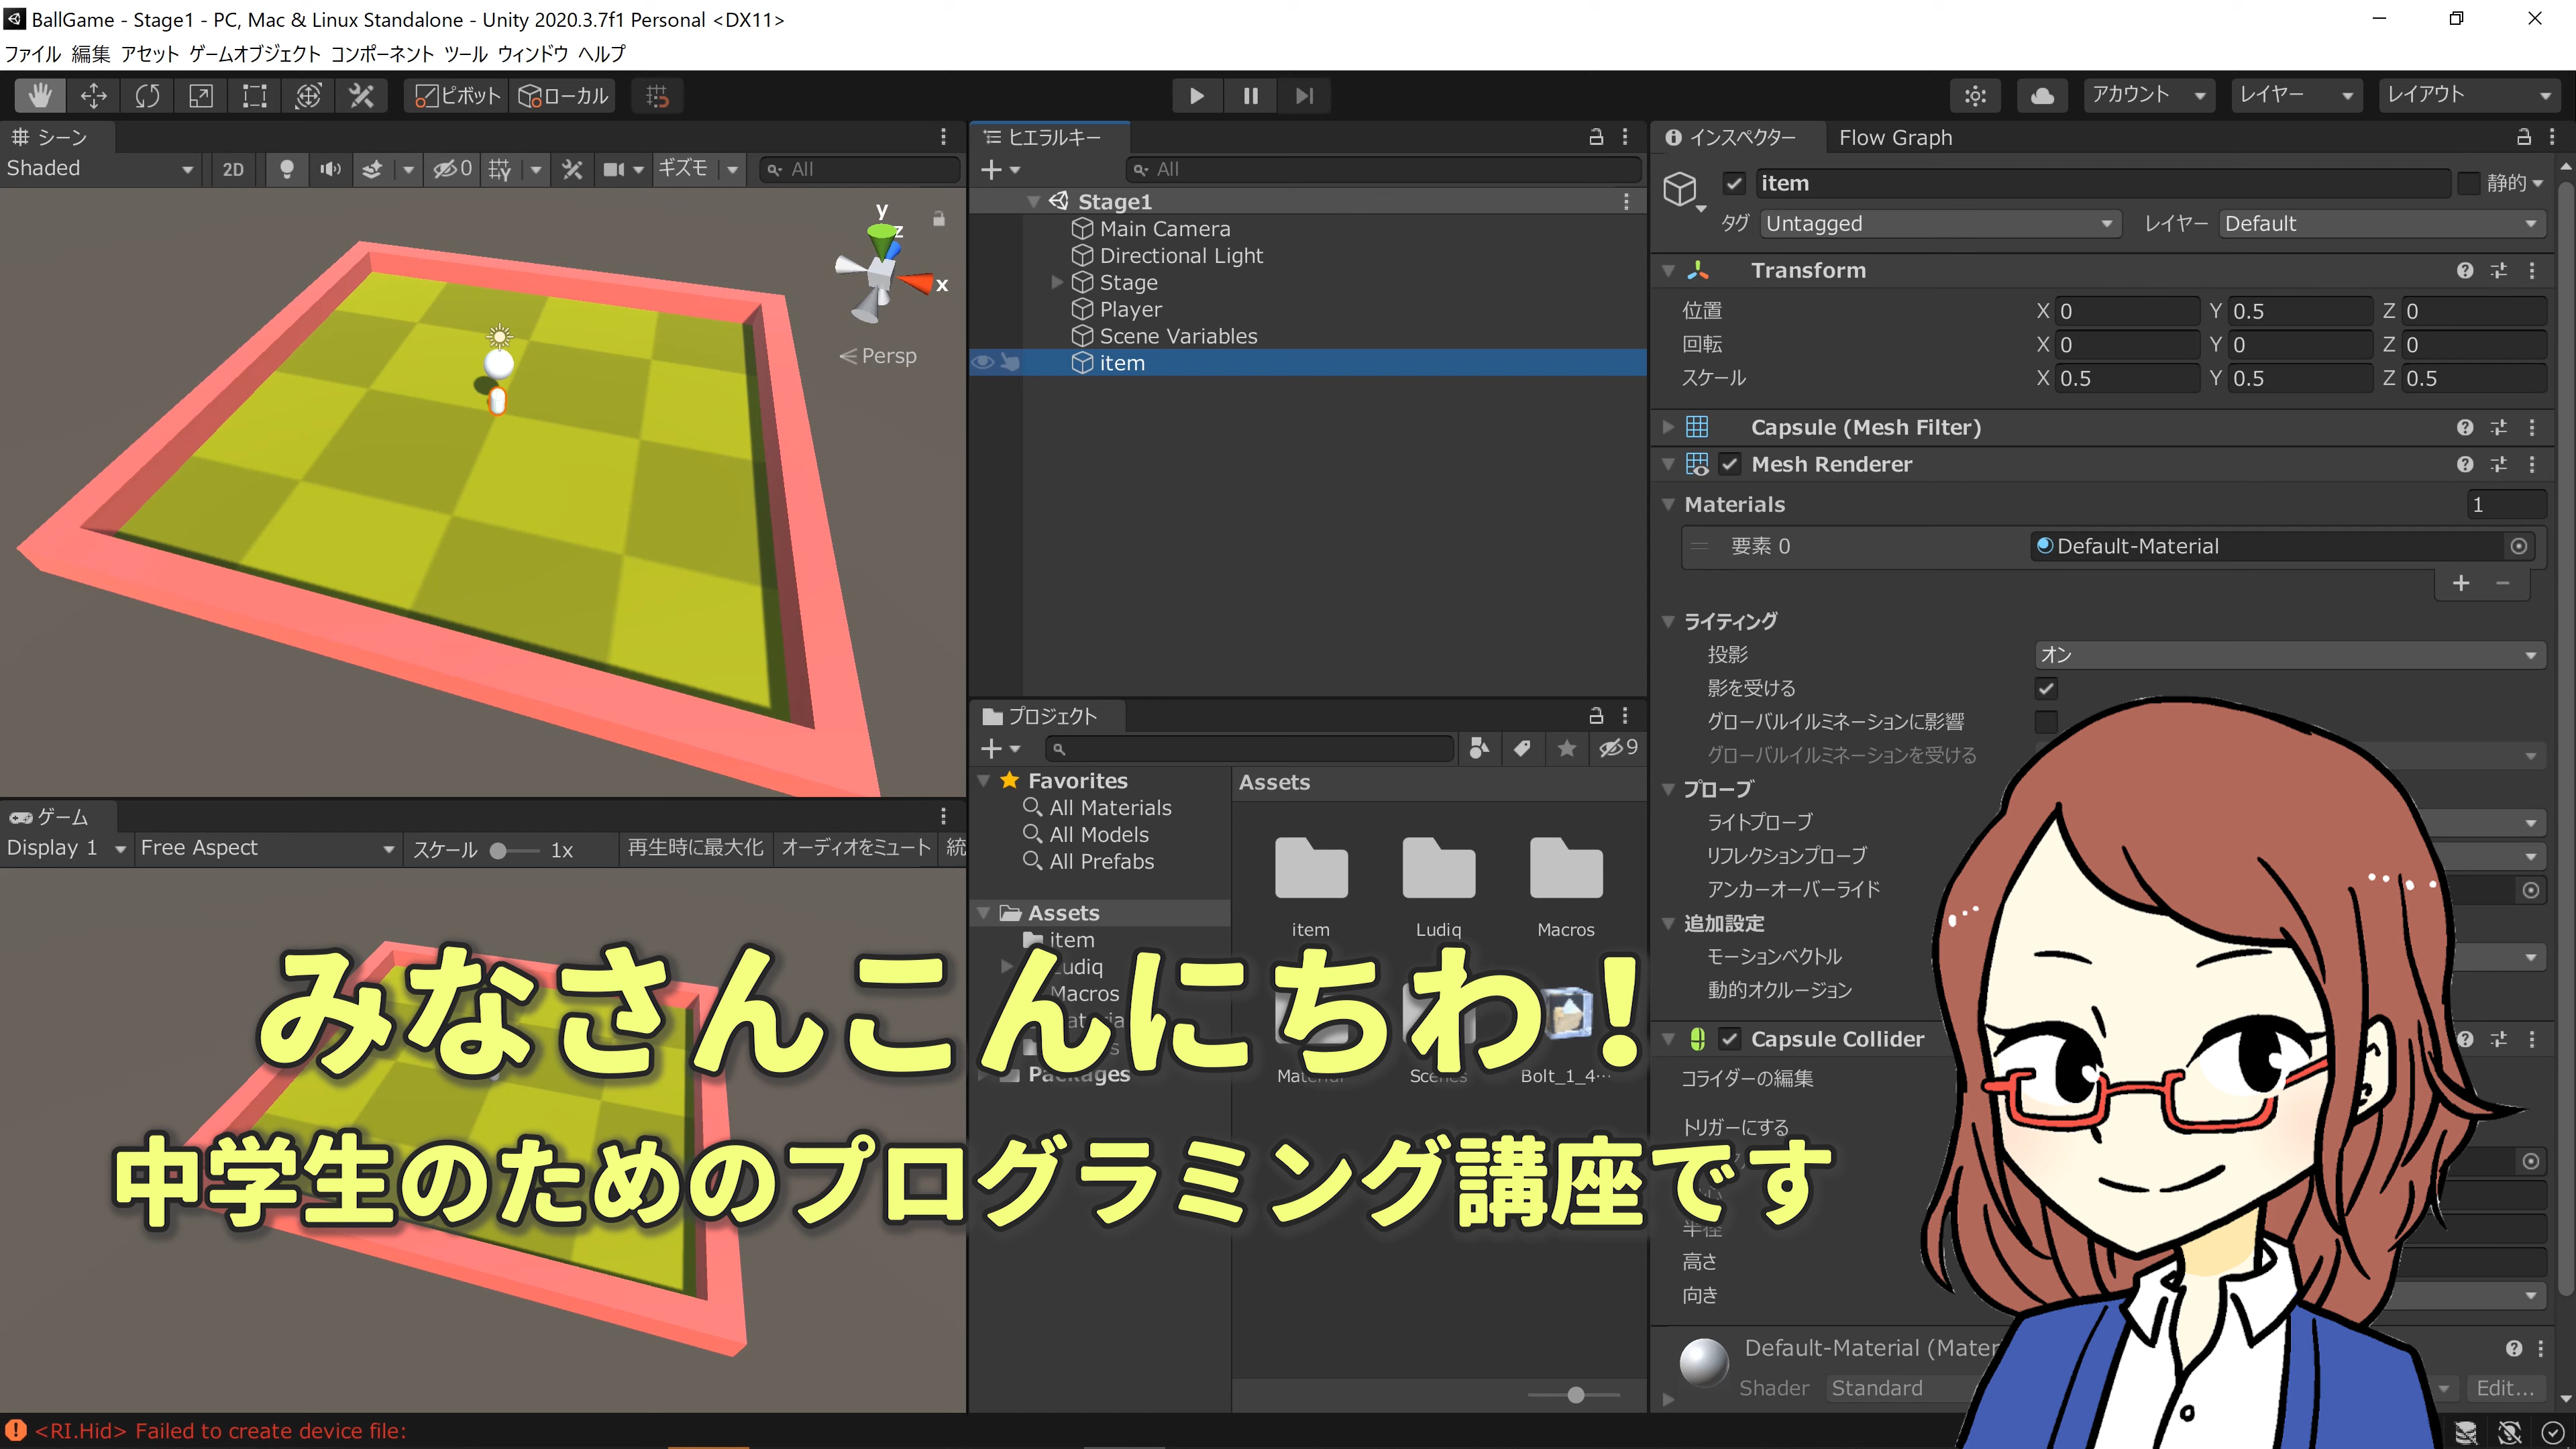 BallGame - Stage1 - PC, Mac & Linux Standalone - Unity 2020.3.7f1 Personal <DX11>
ファイル 編集 アセット ゲームオブジェクト コンポーネント ツール ウィンドウ ヘルプ
ピボット ローカル アカウント レイヤー レイアウト
シーン
Shaded 2D 0 ギズモ All
y
z
x
Persp
ヒエラルキー
All
Stage1
Main Camera
Directional Light
Stage
Player
Scene Variables
item
インスペクター Flow Graph
item 静的
タグ Untagged レイヤー Default
Transform
位置 X 0 Y 0.5 Z 0
回転 X 0 Y 0 Z 0
スケール X 0.5 Y 0.5 Z 0.5
Capsule (Mesh Filter)
Mesh Renderer
Materials 1
要素 0 Default-Material
ライティング
投影 オン
影を受ける
グローバルイルミネーションに影響
グローバルイルミネーションを受ける
プローブ
ライトプローブ
リフレクションプローブ
アンカーオーバーライド
追加設定
モーションベクトル
動的オクルージョン
Capsule Collider
コライダーの編集
トリガーにする
半径
高さ
向き
Default-Material (Mater
Shader Standard Edit...
プロジェクト
9
Favorites
All Materials
All Models
All Prefabs
Assets
item
Ludiq
Macros
Packages
Assets
item Ludiq Macros
Material Scenes Bolt_1_4...
ゲーム
Display 1 Free Aspect スケール 1x 再生時に最大化 オーディオをミュート 統
みなさんこんにちわ！
中学生のためのプログラミング講座です
<RI.Hid> Failed to create device file: